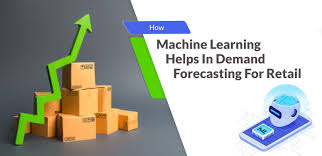 How
Machine Learning
Helps In Demand
Forecasting For Retail